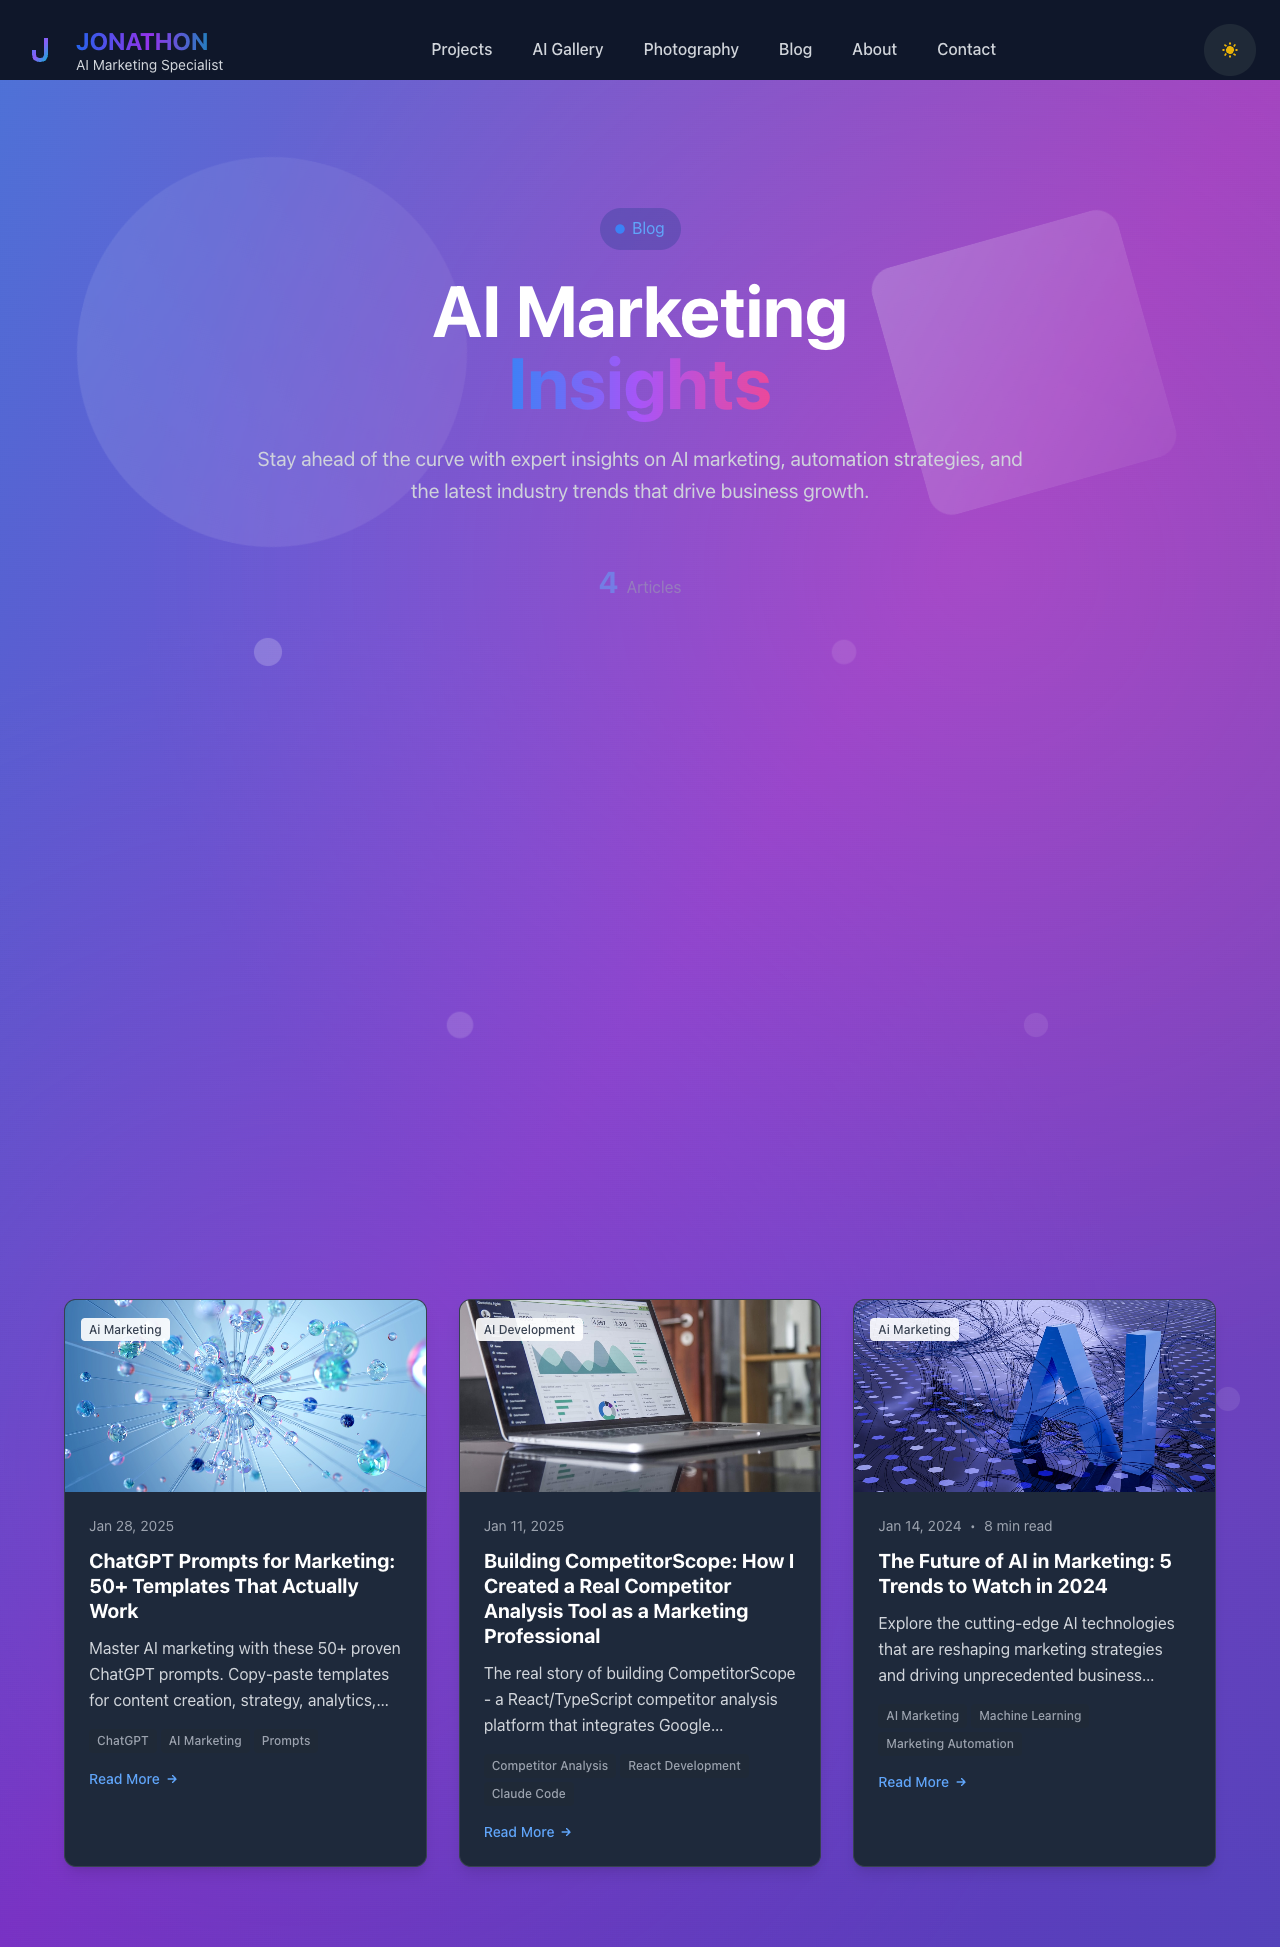 J
JONATHON
AI Marketing Specialist
Projects
AI Gallery
Photography
Blog
About
Contact
Blog
AI Marketing
Insights
Stay ahead of the curve with expert insights on AI marketing, automation strategies, and
the latest industry trends that drive business growth.
4 Articles
Ai Marketing
Jan 28, 2025
ChatGPT Prompts for Marketing:
50+ Templates That Actually
Work
Master AI marketing with these 50+ proven
ChatGPT prompts. Copy-paste templates
for content creation, strategy, analytics,...
ChatGPT
AI Marketing
Prompts
Read More →
AI Development
Jan 11, 2025
Building CompetitorScope: How I
Created a Real Competitor
Analysis Tool as a Marketing
Professional
The real story of building CompetitorScope
- a React/TypeScript competitor analysis
platform that integrates Google...
Competitor Analysis
React Development
Claude Code
Read More →
Ai Marketing
AI
Jan 14, 2024 • 8 min read
The Future of AI in Marketing: 5
Trends to Watch in 2024
Explore the cutting-edge AI technologies
that are reshaping marketing strategies
and driving unprecedented business...
AI Marketing
Machine Learning
Marketing Automation
Read More →